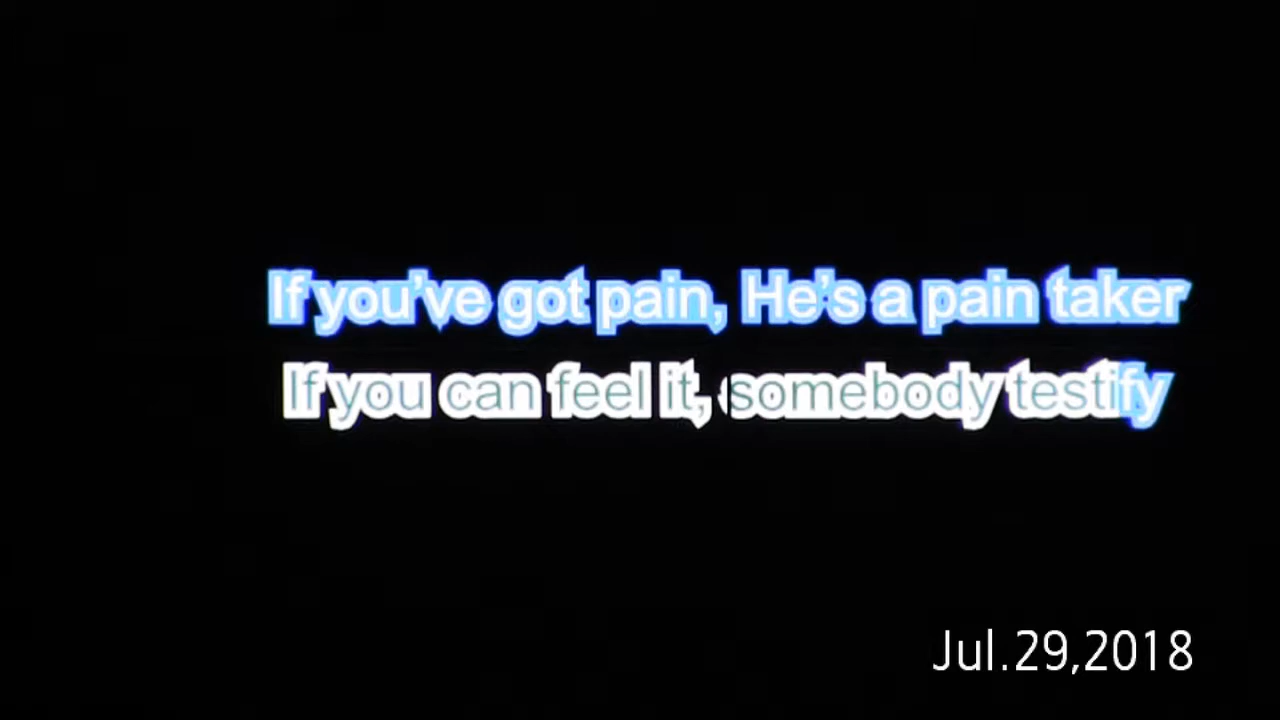 If you've got pain, He's a pain taker
If you can feel it, somebody testify
Jul.29,2018